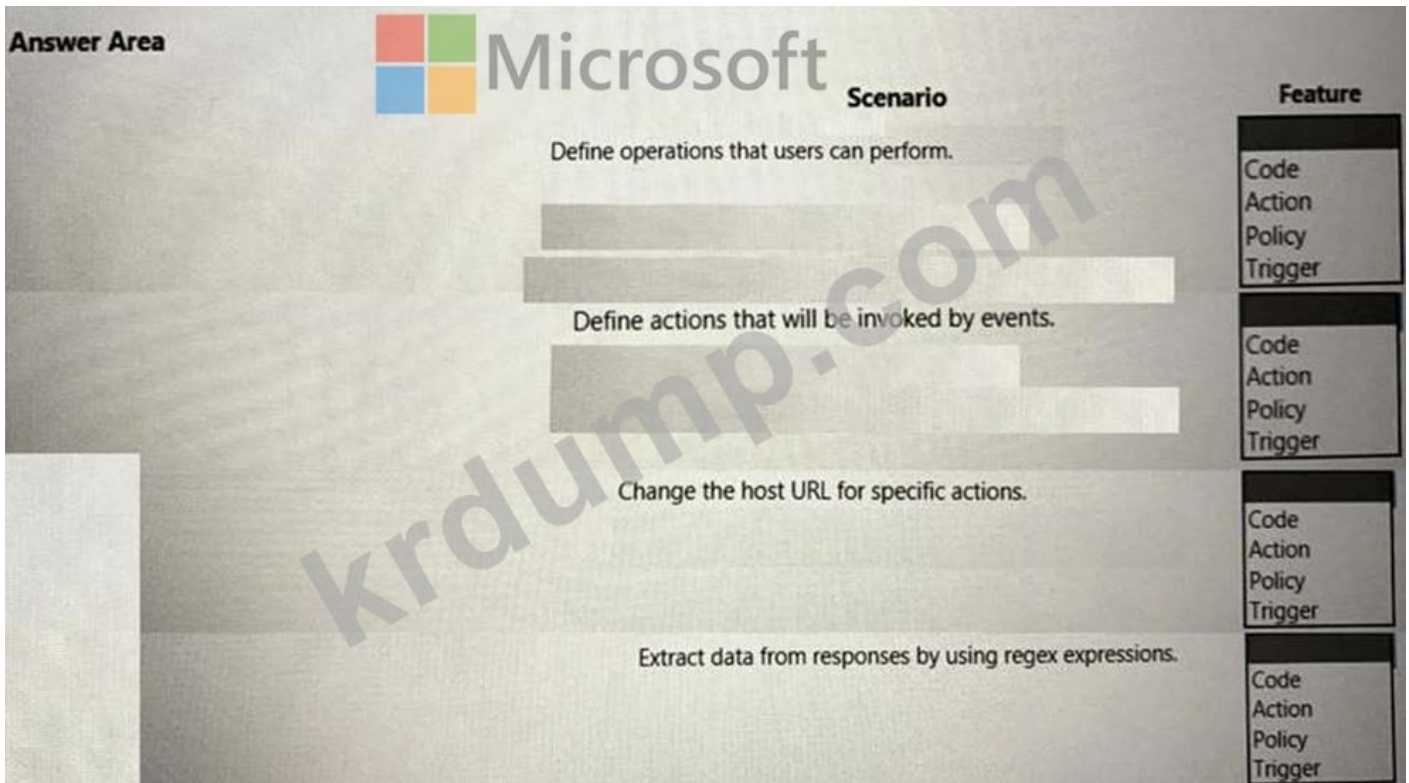 Answer Area
Microsoft
Scenario
Feature
Define operations that users can perform.
Code
Action
Policy
Trigger
Define actions that will be invoked by events.
Code
Action
Policy
Trigger
Change the host URL for specific actions.
Code
Action
Policy
Trigger
Extract data from responses by using regex expressions.
Code
Action
Policy
Trigger
krdump.com